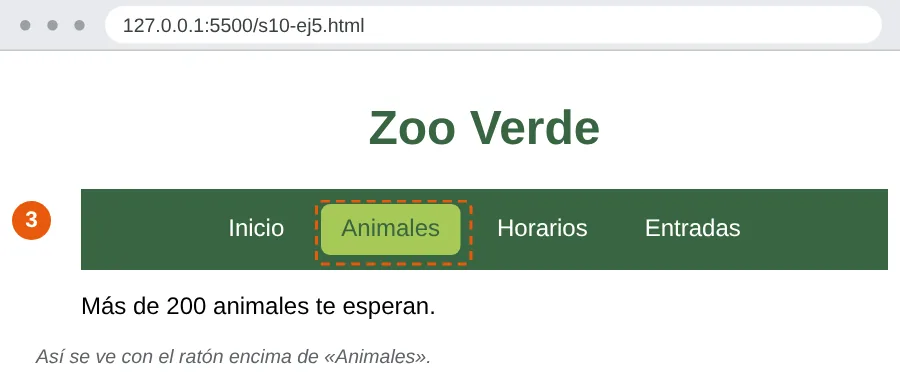 127.0.0.1:5500/s10-ej5.html
Zoo Verde
3
Inicio Animales Horarios Entradas
Más de 200 animales te esperan.
Así se ve con el ratón encima de «Animales».